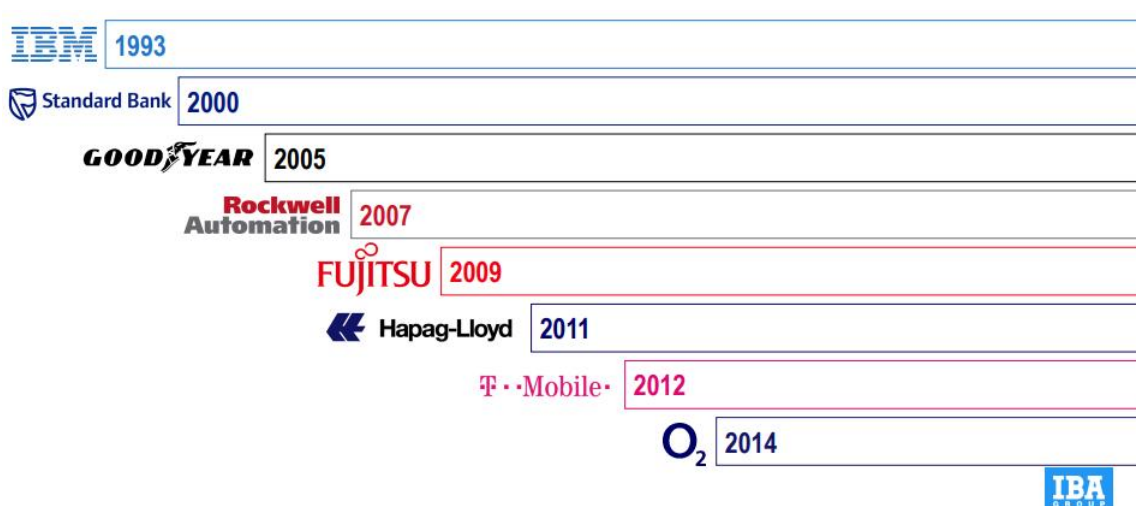 IBM 1993
Standard Bank 2000
GOODYEAR 2005
Rockwell
Automation 2007
FUJITSU 2009
Hapag-Lloyd 2011
T··Mobile· 2012
O2 2014
IBA
GROUP